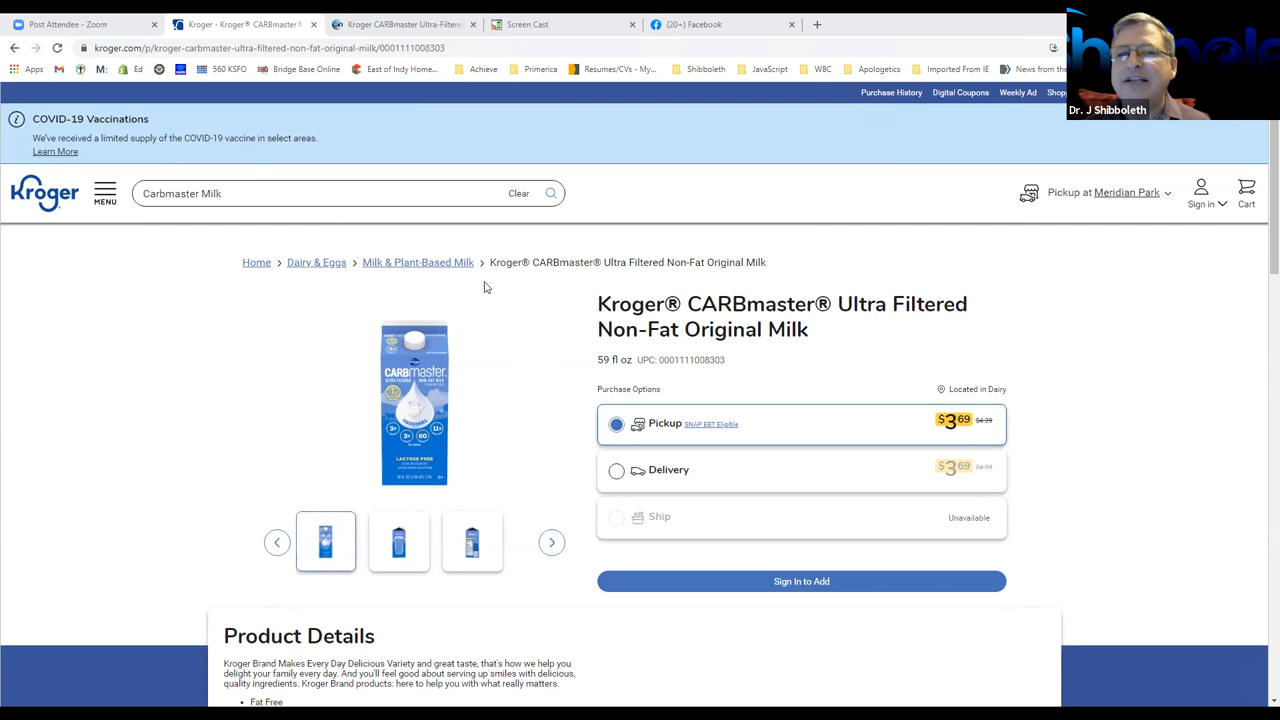 Post Attendee - Zoom
Kroger - Kroger® CARBmaster®
Kroger CARBmaster Ultra-Filtere
Screen Cast
(20+) Facebook
kroger.com/p/kroger-carbmaster-ultra-filtered-non-fat-original-milk/0001111008303
Apps
M:
Ed
560 KSFO
Bridge Base Online
East of Indy Home...
Achieve
Primerica
Resumes/CVs - My...
Shibboleth
JavaScript
WBC
Apologetics
Imported From IE
News from the
Dr. J Shibboleth
Purchase History
Digital Coupons
Weekly Ad
COVID-19 Vaccinations
We've received a limited supply of the COVID-19 vaccine in select areas.
Learn More
Kroger
MENU
Carbmaster Milk
Clear
Pickup at Meridian Park
Sign in
Cart
Home > Dairy & Eggs > Milk & Plant-Based Milk > Kroger® CARBmaster® Ultra Filtered Non-Fat Original Milk
CARBmaster
ORIGINAL
LACTOSE FREE
Kroger® CARBmaster® Ultra Filtered
Non-Fat Original Milk
59 fl oz UPC: 0001111008303
Purchase Options
Located in Dairy
Pickup SNAP EBT Eligible
$3.69 $4.39
Delivery
$3.69 $4.39
Ship
Unavailable
Sign In to Add
Product Details
Kroger Brand Makes Every Day Delicious Variety and great taste, that's how we help you
delight your family every day. And you'll feel good about serving up smiles with delicious,
quality ingredients. Kroger Brand products: here to help you with what really matters.
• Fat Free